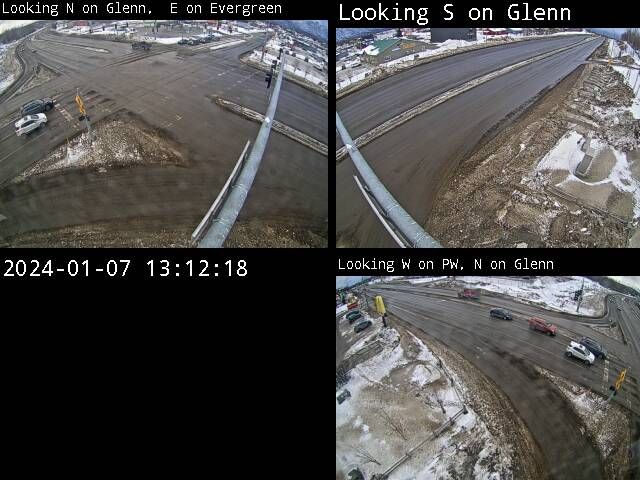 Looking N on Glenn,  E on Evergreen
Looking S on Glenn
2024-01-07 13:12:18
Looking W on PW, N on Glenn